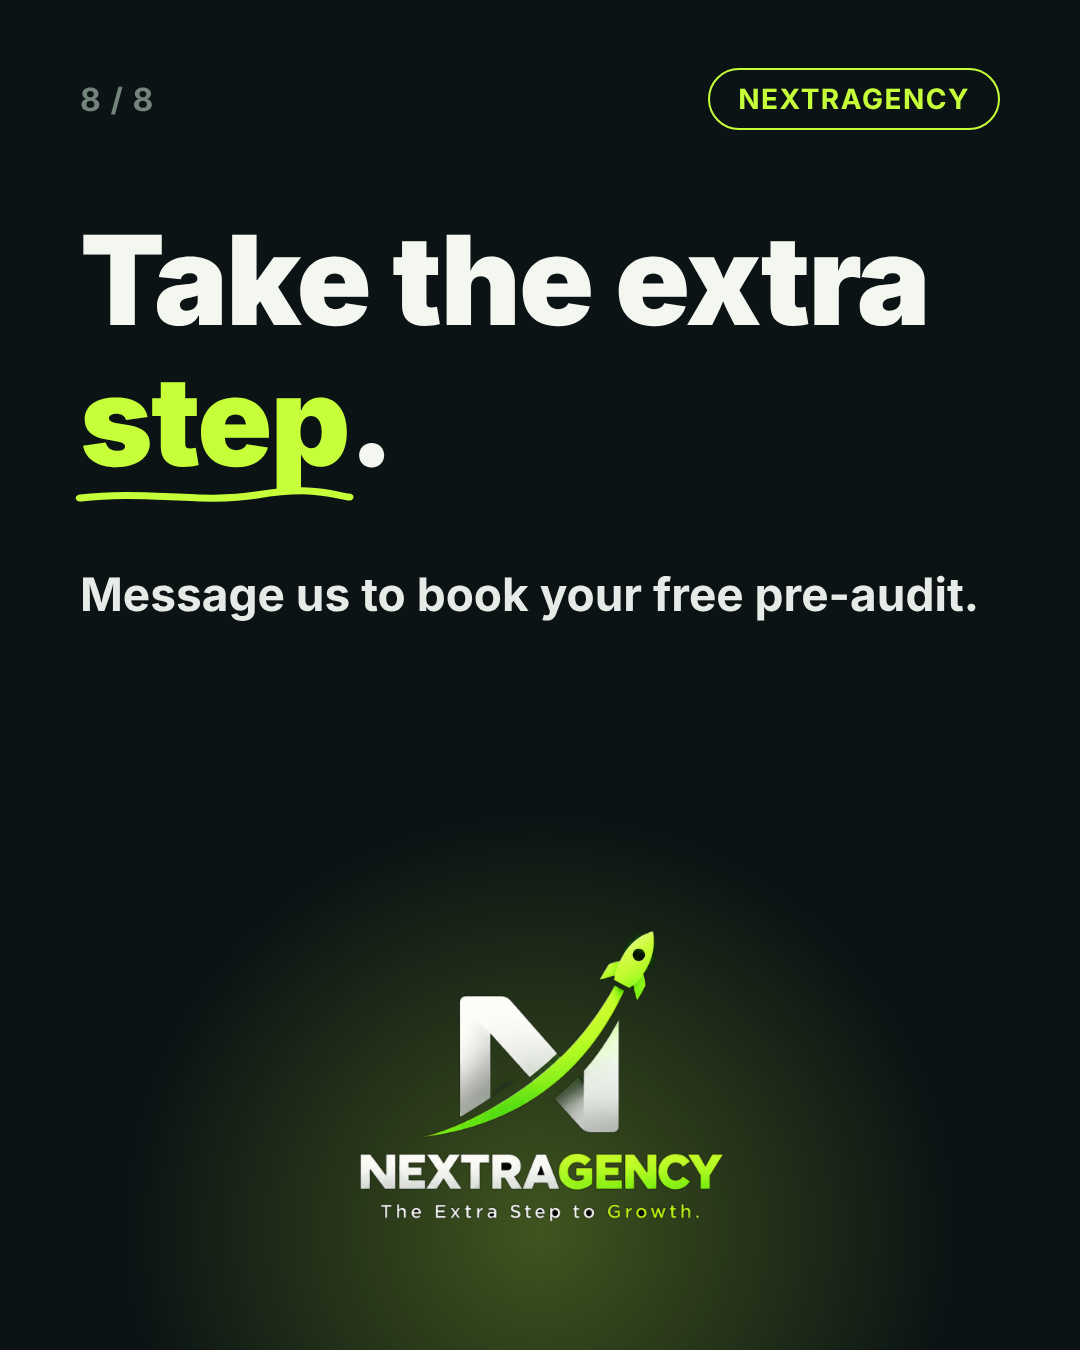 8 / 8
NEXTRAGENCY
Take the extra
step.
Message us to book your free pre-audit.
NEXTRAGENCY
The Extra Step to Growth.